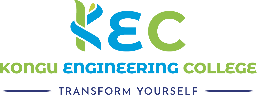 KEC
KONGU ENGINEERING COLLEGE
TRANSFORM YOURSELF